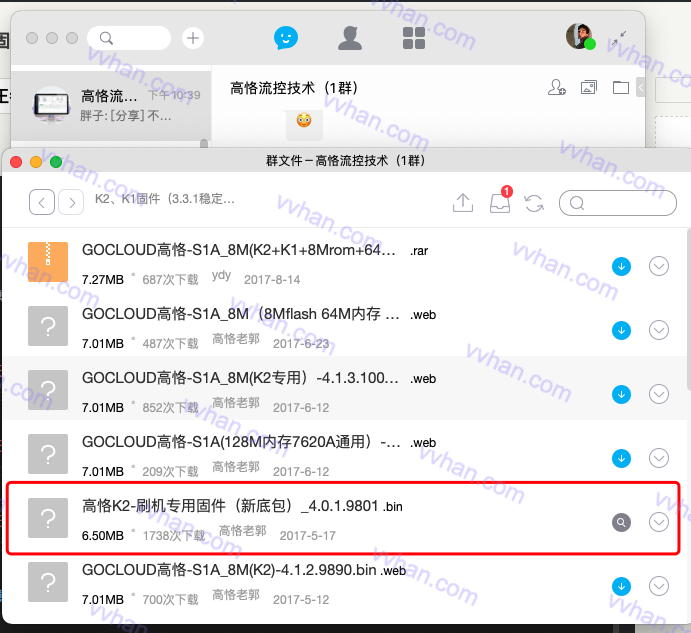 高恪流… 下午10:39
胖子: [分享] 不…
高恪流控技术（1群）
群文件－高恪流控技术（1群）
K2、K1固件（3.3.1稳定…
1
GOCLOUD高恪-S1A_8M(K2+K1+8Mrom+64… .rar
7.27MB 687次下载 ydy 2017-8-14
GOCLOUD高恪-S1A_8M（8Mflash 64M内存 … .web
7.01MB 487次下载 高恪老郭 2017-6-23
GOCLOUD高恪-S1A_8M(K2专用）-4.1.3.100… .web
7.01MB 852次下载 高恪老郭 2017-6-12
GOCLOUD高恪-S1A(128M内存7620A通用）-… .web
7.01MB 209次下载 高恪老郭 2017-6-12
高恪K2-刷机专用固件（新底包）_4.0.1.9801 .bin
6.50MB 1738次下载 高恪老郭 2017-5-17
GOCLOUD高恪-S1A_8M(K2)-4.1.2.9890.bin .web
7.01MB 700次下载 高恪老郭 2017-5-12
vvhan.com